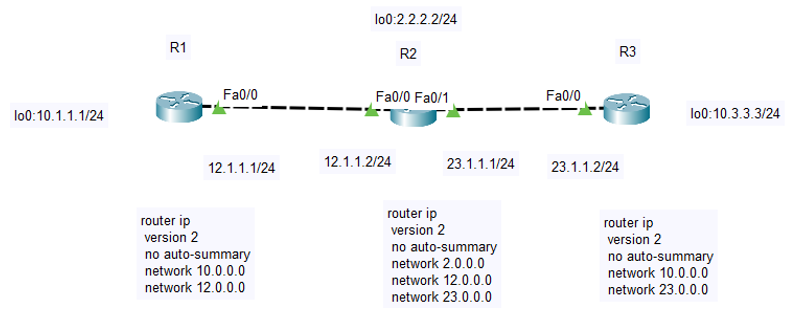 lo0:2.2.2.2/24
R1
R2
R3
Fa0/0
Fa0/0
Fa0/1
Fa0/0
lo0:10.1.1.1/24
lo0:10.3.3.3/24
12.1.1.1/24
12.1.1.2/24
23.1.1.1/24
23.1.1.2/24
router ip
version 2
no auto-summary
network 10.0.0.0
network 12.0.0.0
router ip
version 2
no auto-summary
network 2.0.0.0
network 12.0.0.0
network 23.0.0.0
router ip
version 2
no auto-summary
network 10.0.0.0
network 23.0.0.0